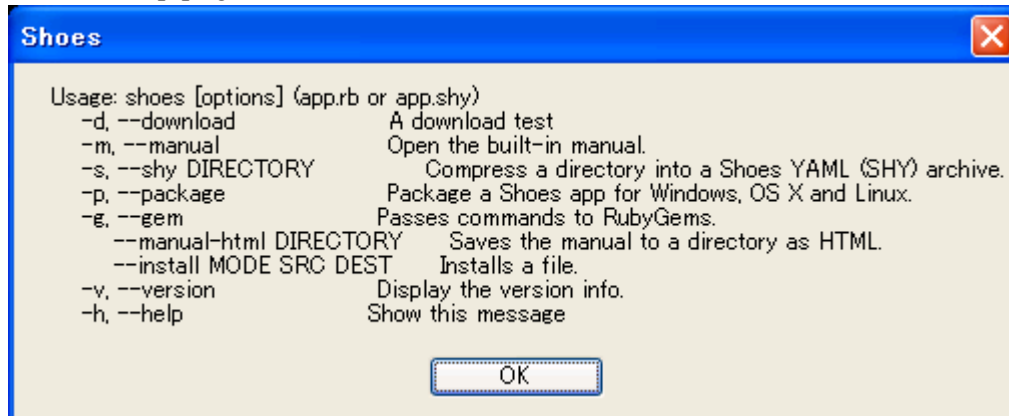 Shoes
Usage: shoes [options] (app.rb or app.shy)
-d, --download A download test
-m, --manual Open the built-in manual.
-s, --shy DIRECTORY Compress a directory into a Shoes YAML (SHY) archive.
-p, --package Package a Shoes app for Windows, OS X and Linux.
-g, --gem Passes commands to RubyGems.
--manual-html DIRECTORY Saves the manual to a directory as HTML.
--install MODE SRC DEST Installs a file.
-v, --version Display the version info.
-h, --help Show this message
OK